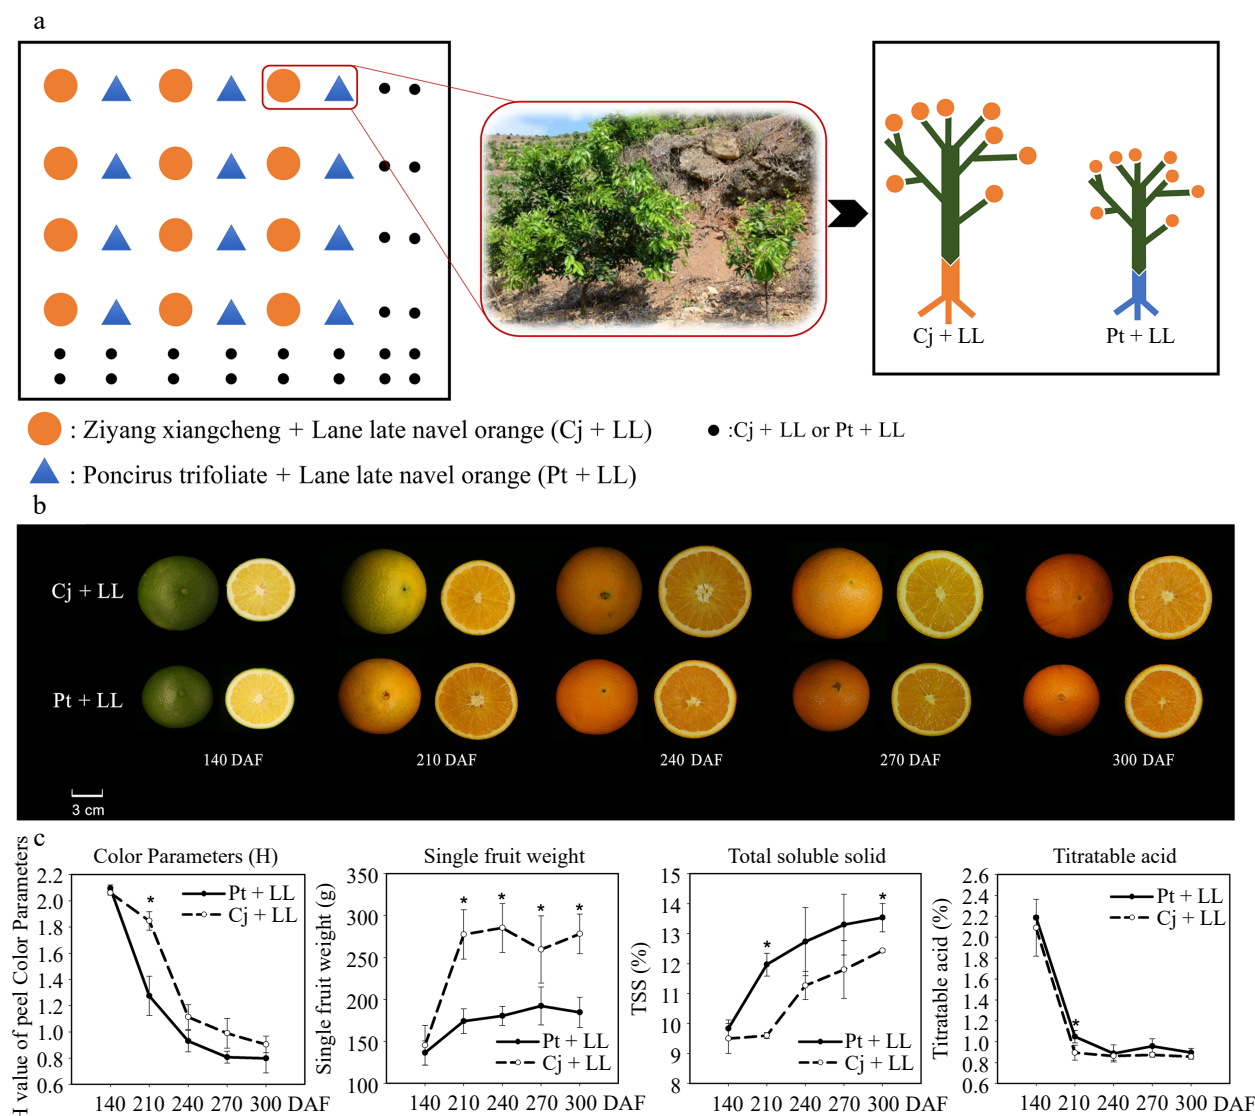 a
Cj + LL
Pt + LL
: Ziyang xiangcheng + Lane late navel orange (Cj + LL)
:Cj + LL or Pt + LL
: Poncirus trifoliate + Lane late navel orange (Pt + LL)
b
Cj + LL
Pt + LL
140 DAF
210 DAF
240 DAF
270 DAF
300 DAF
3 cm
c
Color Parameters (H)
H value of peel Color Parameters
2.2
2.0
1.8
1.6
1.4
1.2
1.0
0.8
0.6
*
Pt + LL
Cj + LL
140 210 240 270 300 DAF
Single fruit weight
Single fruit weight (g)
350
300
250
200
150
100
* * * *
Pt + LL
Cj + LL
140 210 240 270 300 DAF
Total soluble solid
TSS (%)
15
14
13
12
11
10
9
8
* *
Pt + LL
Cj + LL
140 210 240 270 300 DAF
Titratable acid
Titratable acid (%)
2.6
2.4
2.2
2.0
1.8
1.6
1.4
1.2
1.0
0.8
0.6
*
Pt + LL
Cj + LL
140 210 240 270 300 DAF